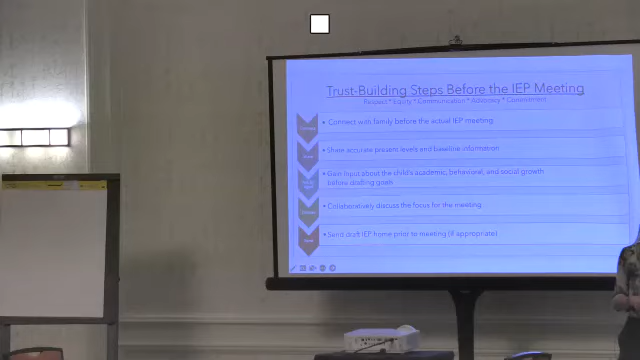 Trust-Building Steps Before the IEP Meeting
Respect * Equity * Communication * Advocacy * Commitment
• Connect with family before the actual IEP meeting
• Share accurate present levels and baseline information
• Gain input about the child's academic, behavioral, and social growth
before drafting goals
• Collaboratively discuss the focus for the meeting
• Send draft IEP home prior to meeting (if appropriate)